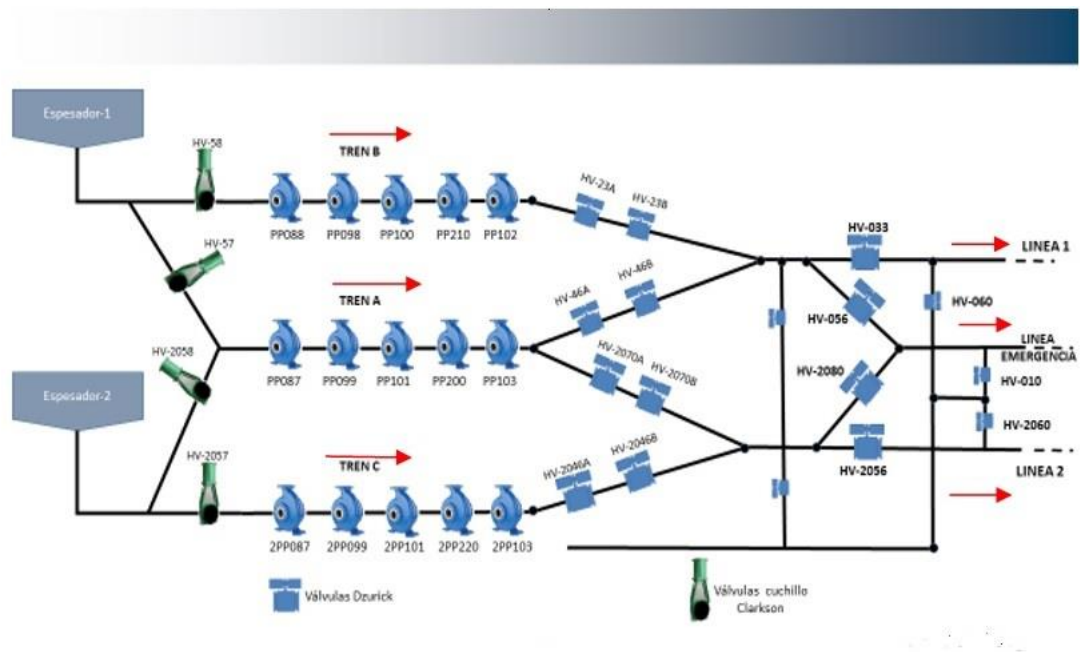 Espesador-1
HV-58
TREN B
PP088
PP098
PP100
PP210
PP102
HV-23A
HV-23B
HV-57
HV-033
LINEA 1
TREN A
HV-46A
HV-46B
HV-056
HV-060
PP087
PP099
PP101
PP200
PP103
HV-2058
HV-2070A
HV-2070B
HV-2080
LINEA
EMERGENCIA
HV-010
Espesador-2
HV-2060
HV-2057
TREN C
HV-2046A
HV-2046B
HV-2056
LINEA 2
2PP087
2PP099
2PP101
2PP220
2PP103
Válvulas Dzurick
Válvulas cuchillo
Clarkson